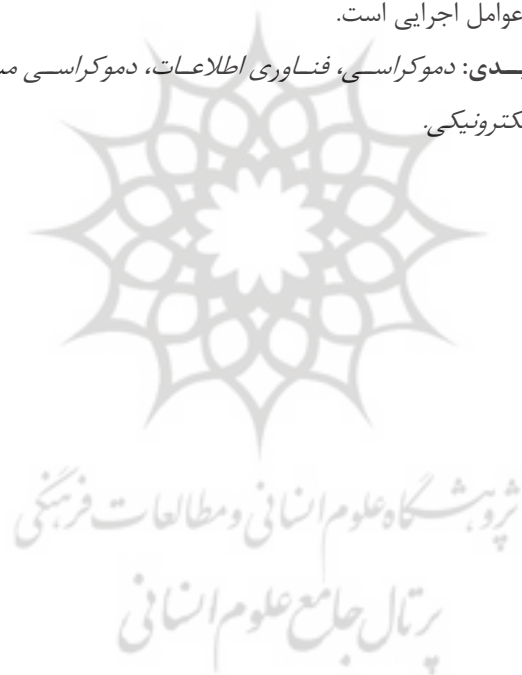 عوامل اجرایی است.
دموکراسی، فناوری اطلاعات، دموکراسی
پژوهشگاه علوم انسانی و مطالعات فرهنگی
پرتال جامع علوم انسانی